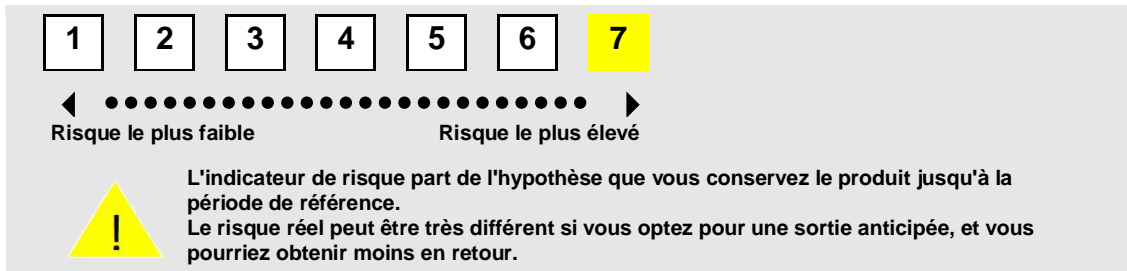 1 2 3 4 5 6 7
Risque le plus faible Risque le plus élevé
L'indicateur de risque part de l'hypothèse que vous conservez le produit jusqu'à la
période de référence.
! Le risque réel peut être très différent si vous optez pour une sortie anticipée, et vous
pourriez obtenir moins en retour.